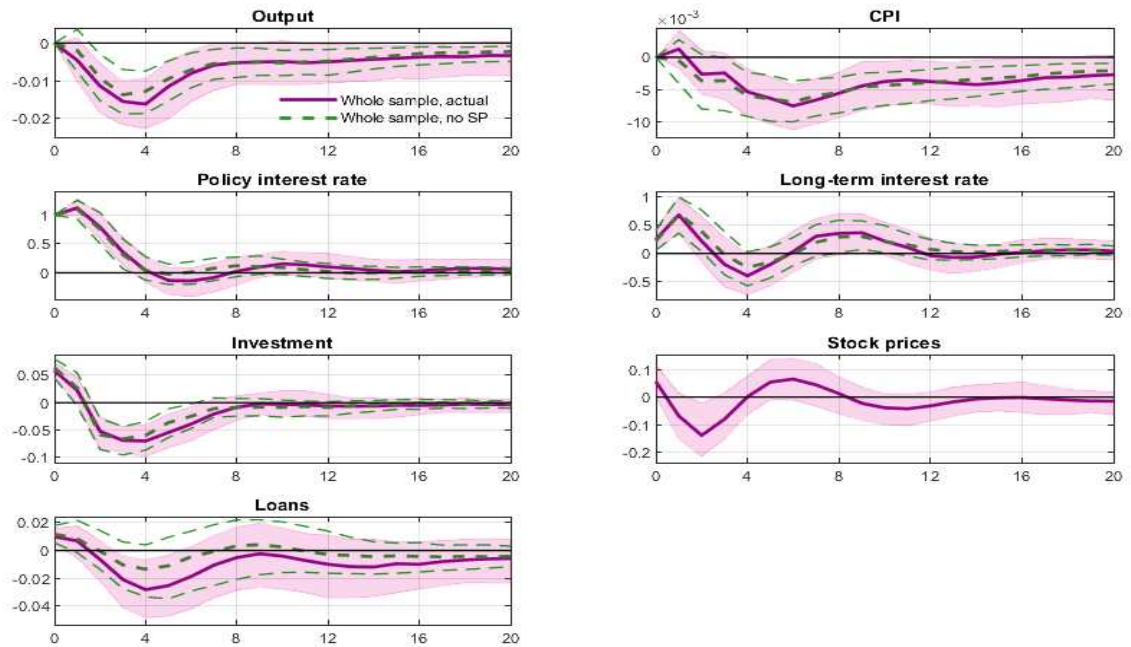 Output
0
-0.01
-0.02
Whole sample, actual
Whole sample, no SP
0 4 8 12 16 20
CPI
×10⁻³
0
-5
-10
0 4 8 12 16 20
Policy interest rate
1
0.5
0
0 4 8 12 16 20
Long-term interest rate
0.5
0
-0.5
0 4 8 12 16 20
Investment
0.05
0
-0.05
-0.1
0 4 8 12 16 20
Stock prices
0.1
0
-0.1
-0.2
0 4 8 12 16 20
Loans
0.02
0
-0.02
-0.04
0 4 8 12 16 20